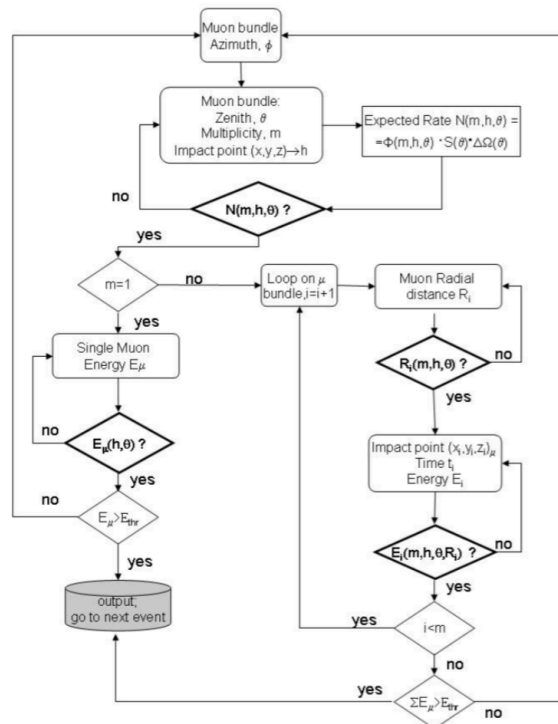 Muon bundle
Azimuth, ϕ
Muon bundle:
Zenith, θ
Multiplicity, m
Impact point (x,y,z)→h
Expected Rate N(m,h,θ) =
=Φ(m,h,θ) · S(θ)·ΔΩ(θ)
no
N(m,h,θ) ?
yes
m=1
no
Loop on μ
bundle,i=i+1
Muon Radial
distance Ri
yes
Single Muon
Energy Eμ
Ri(m,h,θ) ?
no
yes
no
Eμ(h,θ) ?
Impact point (xi,yi,zi)μ
Time ti
Energy Ei
yes
no
Eμ>Ethr
Ei(m,h,θ,Ri) ?
no
yes
yes
output;
go to next event
yes
i<m
no
yes
ΣEμ>Ethr
no